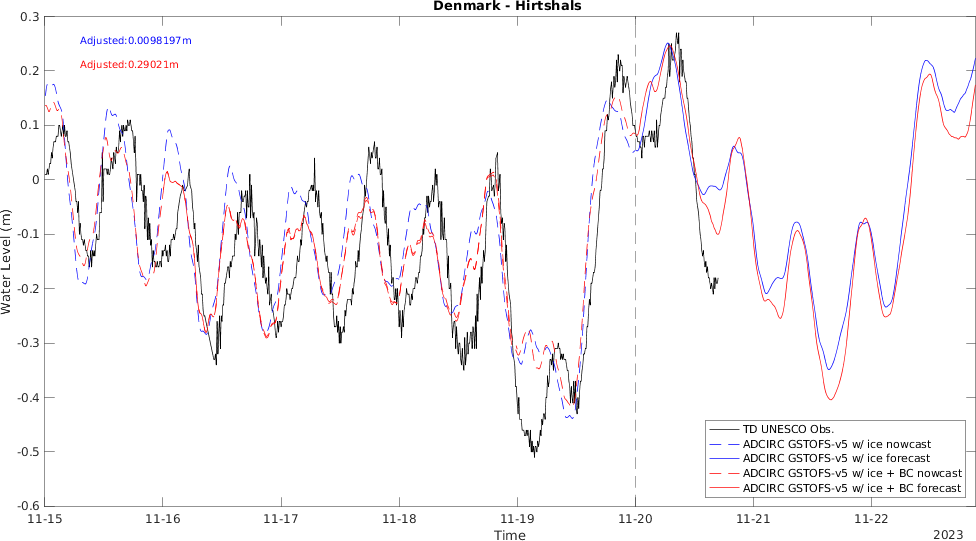 Denmark - Hirtshals
Adjusted:0.0098197m
Adjusted:0.29021m
Water Level (m)
0.3
0.2
0.1
0
-0.1
-0.2
-0.3
-0.4
-0.5
-0.6
TD UNESCO Obs.
ADCIRC GSTOFS-v5 w/ ice nowcast
ADCIRC GSTOFS-v5 w/ ice forecast
ADCIRC GSTOFS-v5 w/ ice + BC nowcast
ADCIRC GSTOFS-v5 w/ ice + BC forecast
11-15 11-16 11-17 11-18 11-19 11-20 11-21 11-22
Time
2023